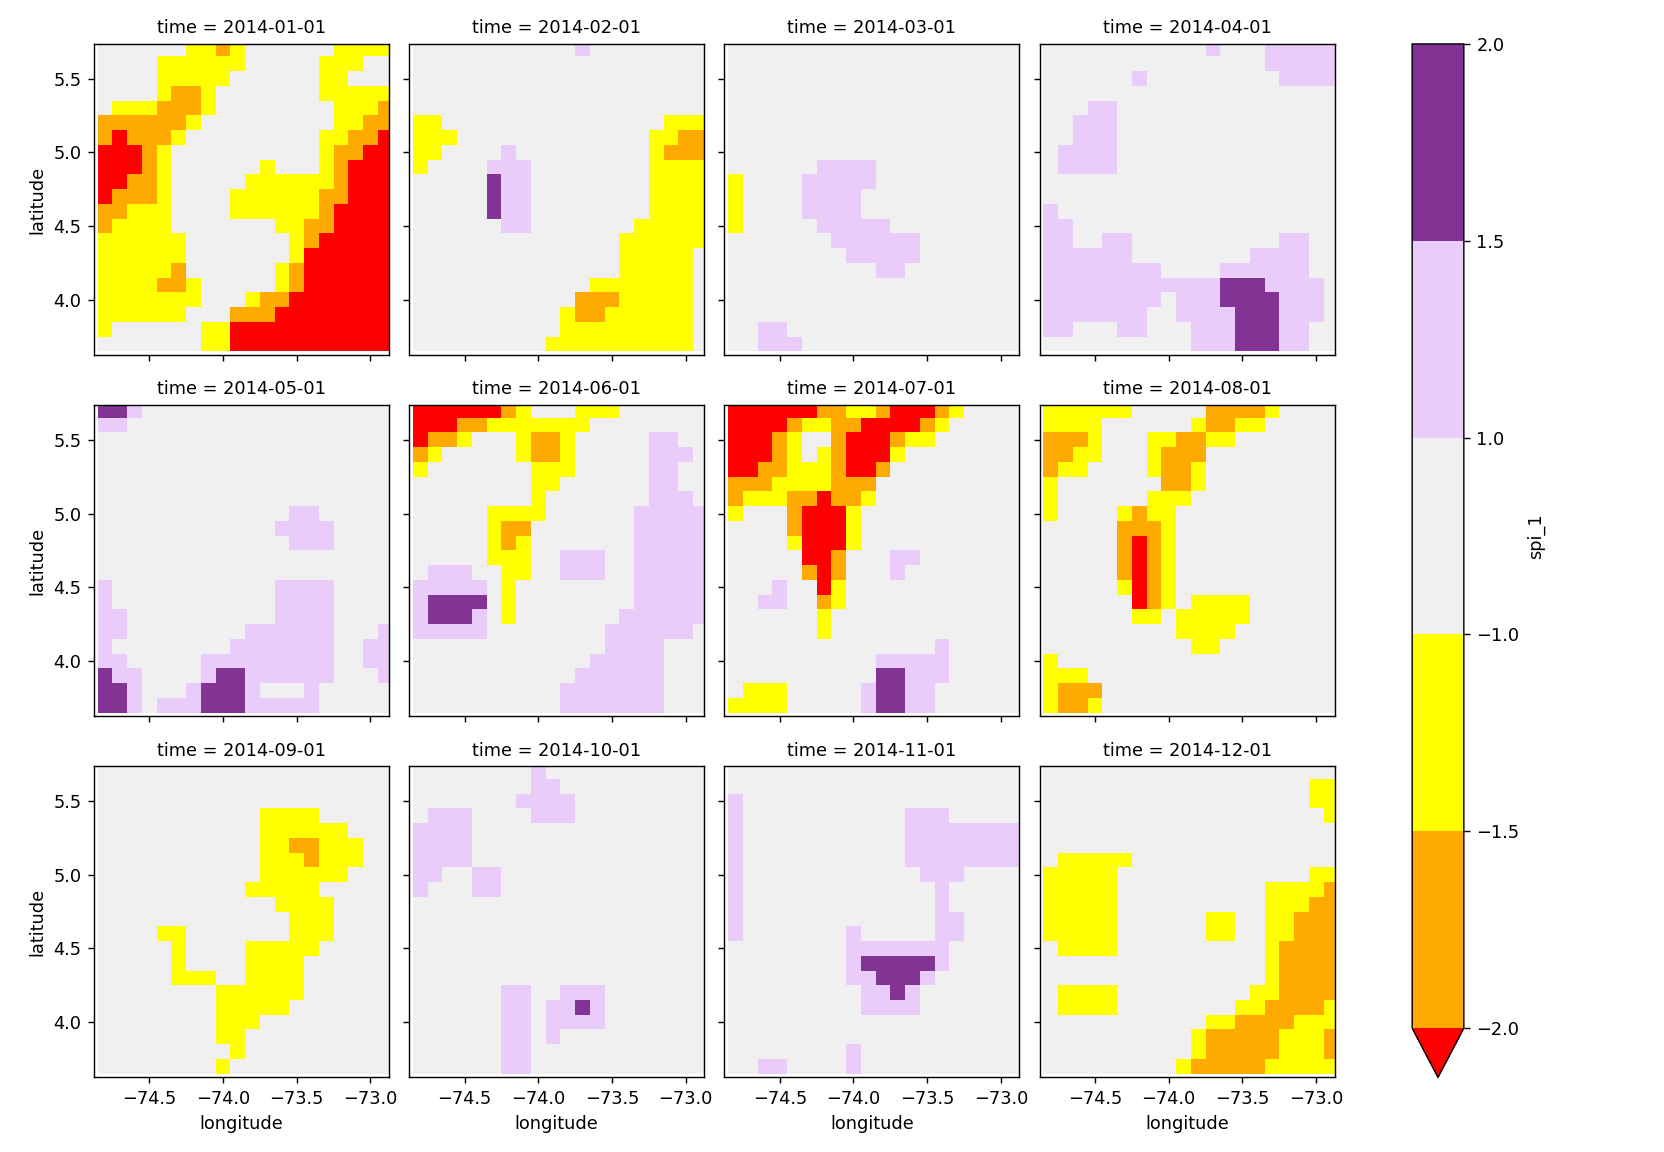 time = 2014-01-01
time = 2014-02-01
time = 2014-03-01
time = 2014-04-01
5.5
5.0
4.5
4.0
latitude
time = 2014-05-01
time = 2014-06-01
time = 2014-07-01
time = 2014-08-01
5.5
5.0
4.5
4.0
latitude
time = 2014-09-01
time = 2014-10-01
time = 2014-11-01
time = 2014-12-01
5.5
5.0
4.5
4.0
latitude
−74.5 −74.0 −73.5 −73.0
longitude
−74.5 −74.0 −73.5 −73.0
longitude
−74.5 −74.0 −73.5 −73.0
longitude
−74.5 −74.0 −73.5 −73.0
longitude
2.0
1.5
1.0
−1.0
−1.5
−2.0
spi_1